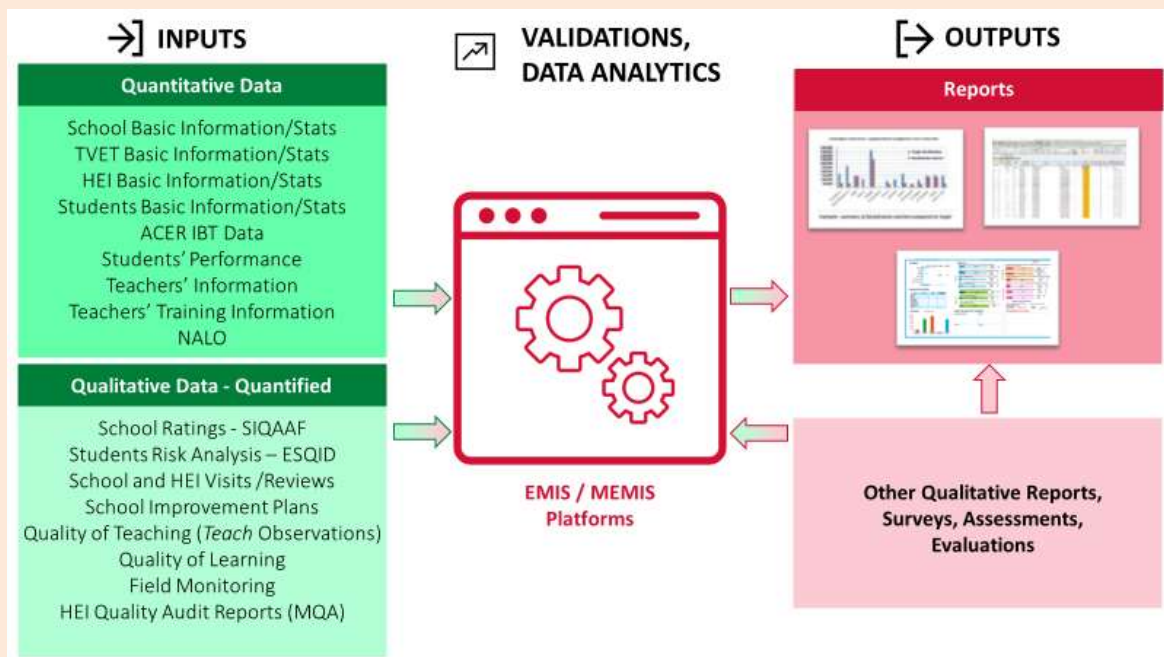 INPUTS
Quantitative Data
School Basic Information/Stats
TVET Basic Information/Stats
HEI Basic Information/Stats
Students Basic Information/Stats
ACER IBT Data
Students' Performance
Teachers' Information
Teachers' Training Information
NALO
Qualitative Data - Quantified
School Ratings - SIQAAF
Students Risk Analysis – ESQID
School and HEI Visits /Reviews
School Improvement Plans
Quality of Teaching (Teach Observations)
Quality of Learning
Field Monitoring
HEI Quality Audit Reports (MQA)
VALIDATIONS,
DATA ANALYTICS
EMIS / MEMIS
Platforms
OUTPUTS
Reports
Other Qualitative Reports,
Surveys, Assessments,
Evaluations